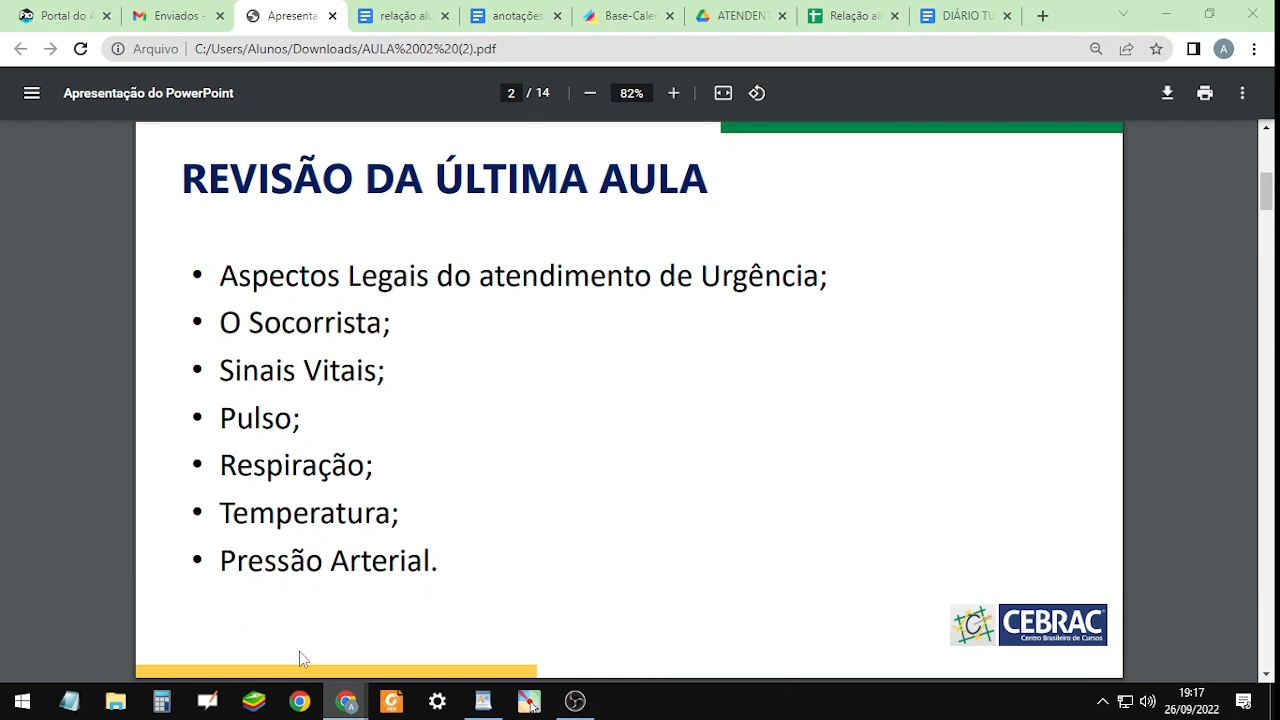 Portal do A
Enviados -
Apresenta
relação alu
anotações
Base-Caler
ATENDENT
Relação al
DIÁRIO TU
Arquivo
C:/Users/Alunos/Downloads/AULA%2002%20(2).pdf
A
Apresentação do PowerPoint
2 / 14
82%
REVISÃO DA ÚLTIMA AULA
• Aspectos Legais do atendimento de Urgência;
• O Socorrista;
• Sinais Vitais;
• Pulso;
• Respiração;
• Temperatura;
• Pressão Arterial.
CEBRAC
Centro Brasileiro de Cursos
19:17
26/09/2022